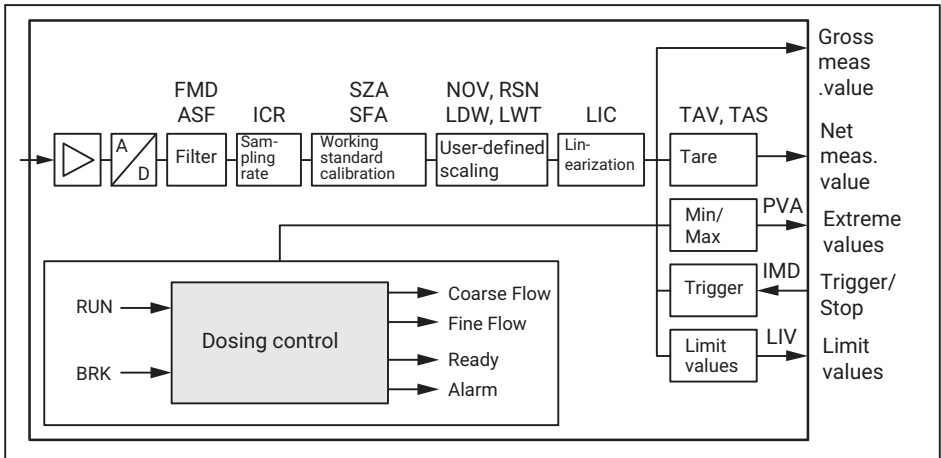 Gross
meas
.value
FMD
ASF
ICR
SZA
SFA
NOV, RSN
LDW, LWT
LIC
TAV, TAS
A
D
Filter
Sam-
pling
rate
Working
standard
calibration
User-defined
scaling
Lin-
earization
Tare
Net
meas.
value
Min/
Max
PVA
Extreme
values
Trigger
IMD
Trigger/
Stop
Limit
values
LIV
Limit
values
RUN
BRK
Dosing control
Coarse Flow
Fine Flow
Ready
Alarm